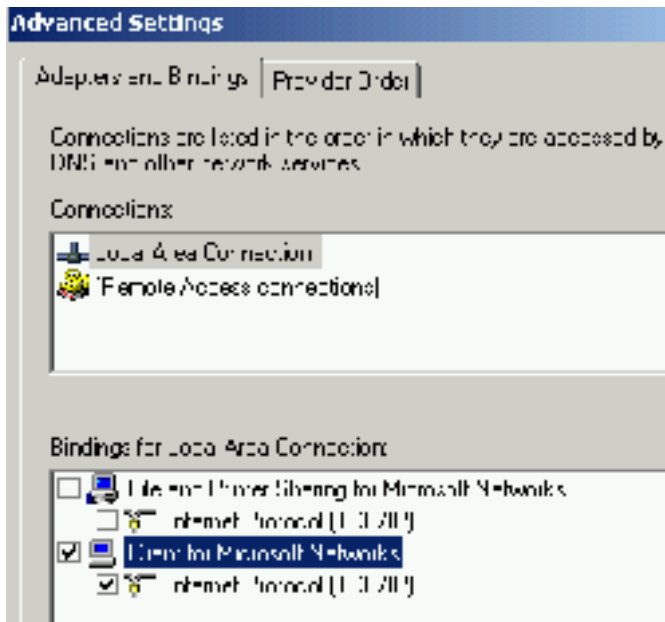 Advanced Settings
Adapters and Bindings
Provider Order
Connections are listed in the order in which they are accessed by
DNS and other network services.
Connections:
Local Area Connection
[Remote Access connections]
Bindings for Local Area Connection:
File and Printer Sharing for Microsoft Networks
Internet Protocol (TCP/IP)
Client for Microsoft Networks
Internet Protocol (TCP/IP)